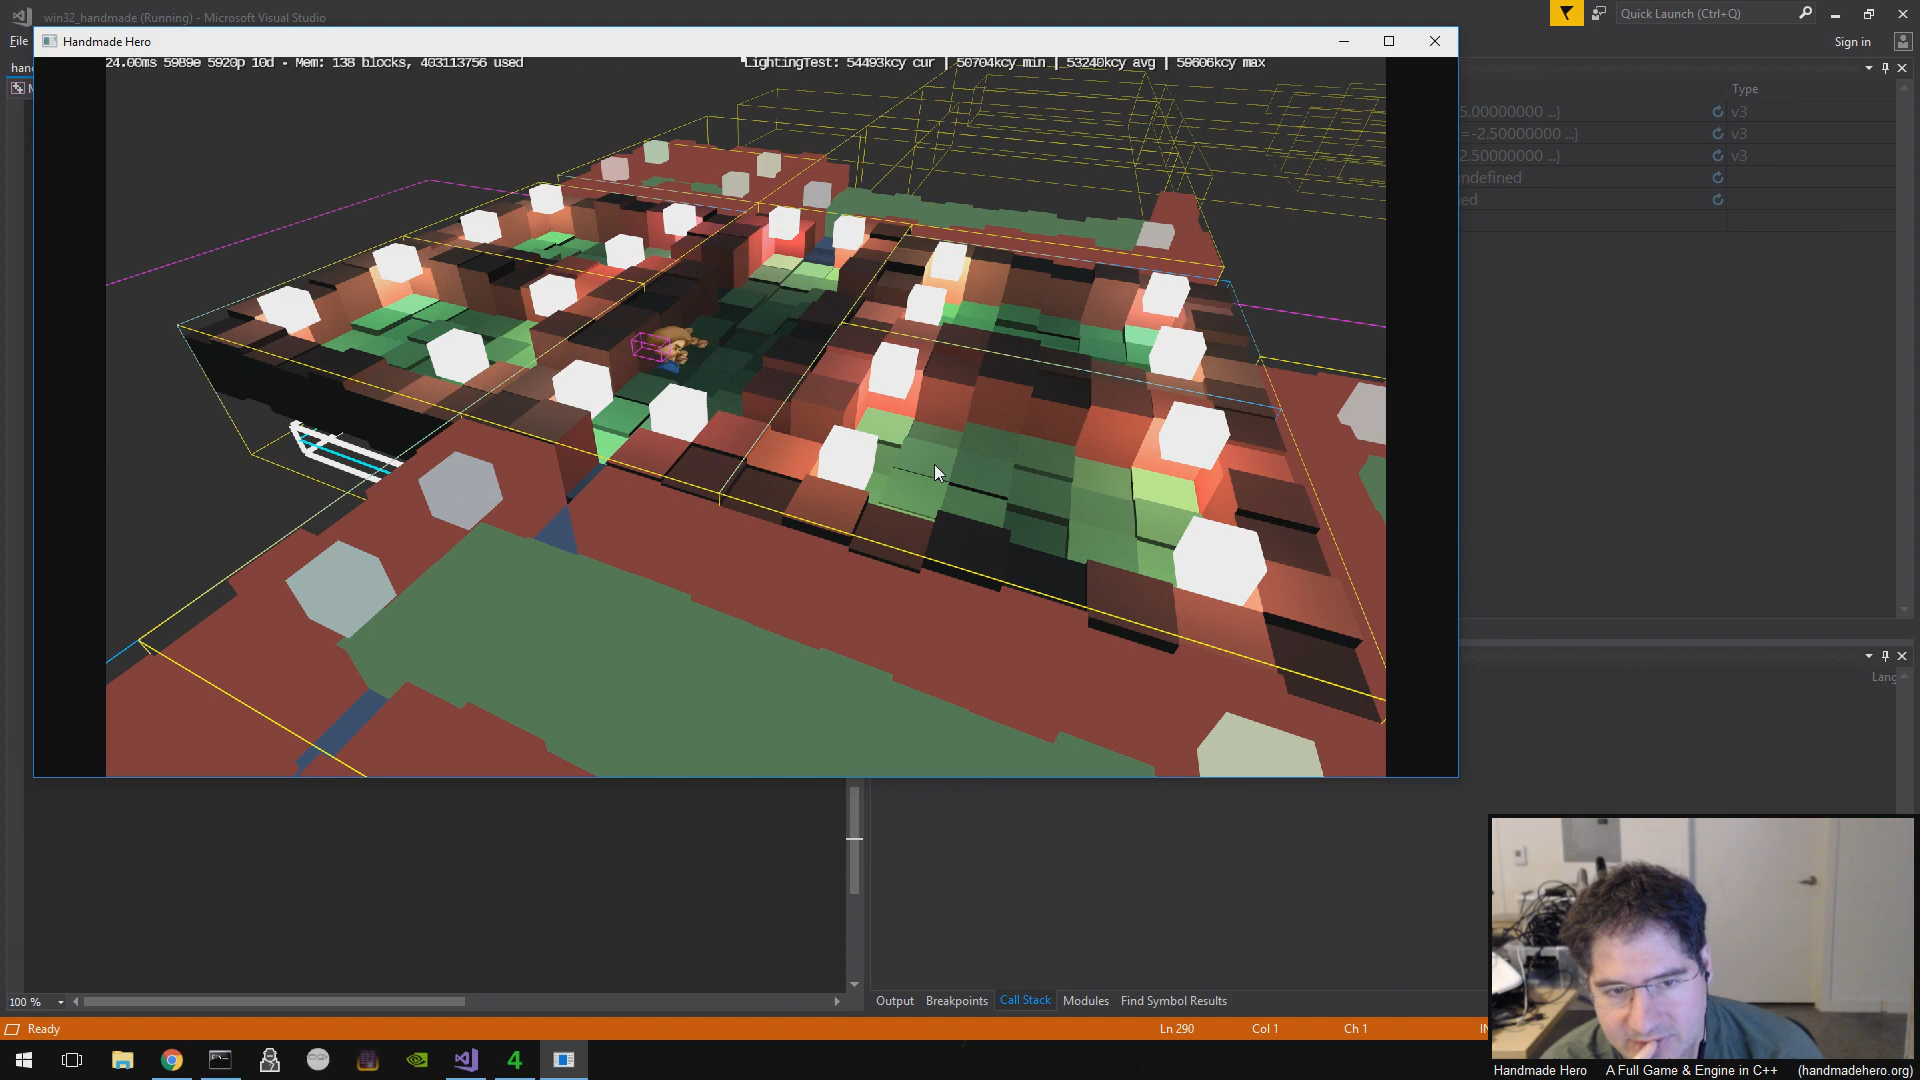 win32_handmade (Running) - Microsoft Visual Studio
Quick Launch (Ctrl+Q)
File
Sign in
Handmade Hero
24.00ms 5989e 5920p 10d - Mem: 138 blocks, 403113756 used
LightingTest: 54493kcy cur | 50704kcy min | 53240kcy avg | 59606kcy max
Type
5.00000000 ...}
v3
=-2.50000000 ...}
v3
2.50000000 ...}
v3
Lang
100 %
Output
Breakpoints
Call Stack
Modules
Find Symbol Results
Ready
Ln 290
Col 1
Ch 1
4
Handmade Hero
A Full Game & Engine in C++
(handmadehero.org)